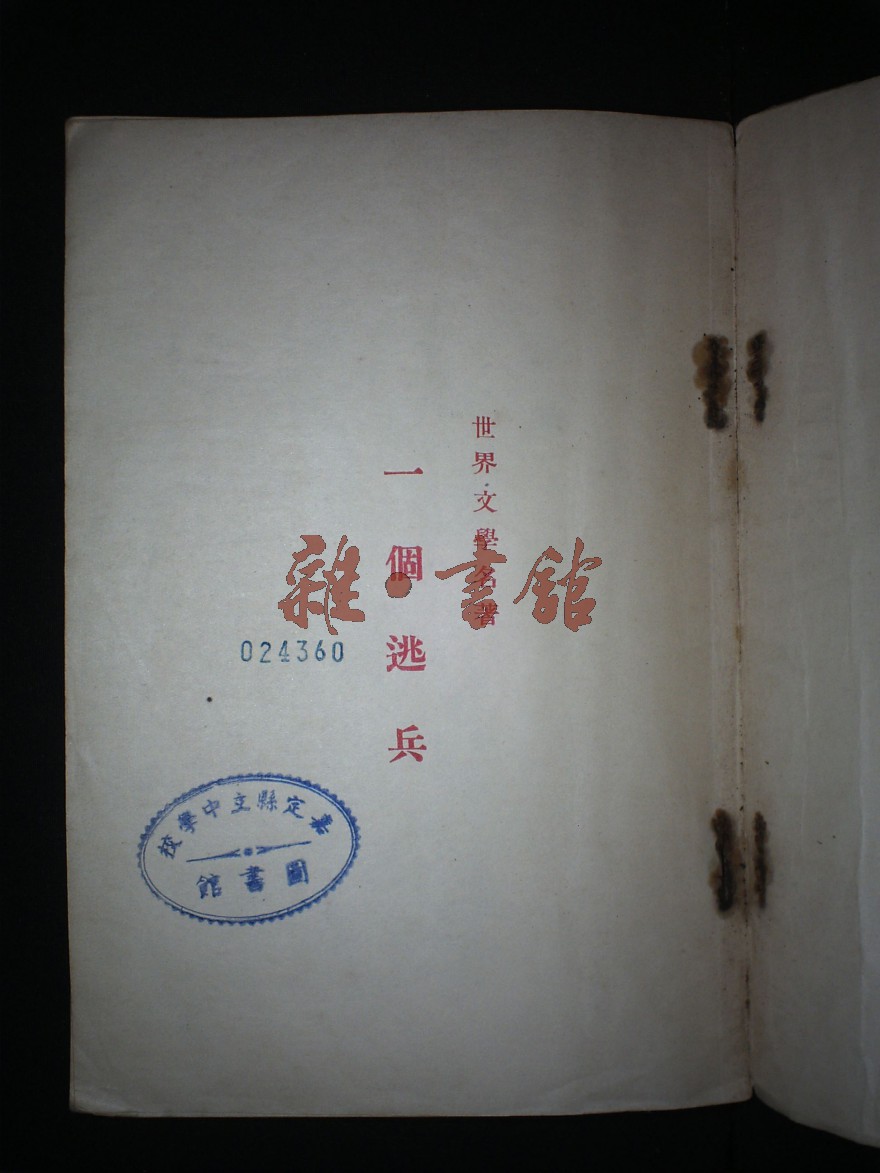 世界文學名著
一個逃兵
雜·書館
024360
嘉定縣立中學校
圖書館